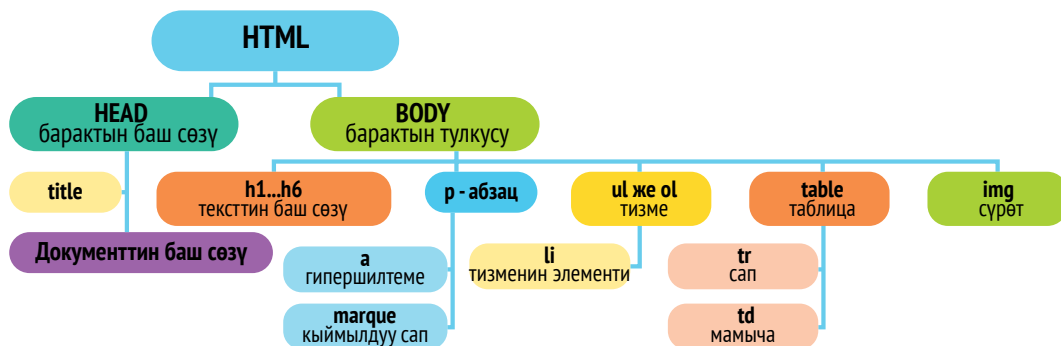 HTML
HEAD
барактын баш сөзү
BODY
барактын тулкусу
title
h1...h6
тексттин баш сөзү
p - абзац
ul же ol
тизме
table
таблица
img
сүрөт
Документтин баш сөзү
a
гипершилтеме
li
тизменин элементи
tr
сап
marque
кыймылдуу сап
td
мамыча